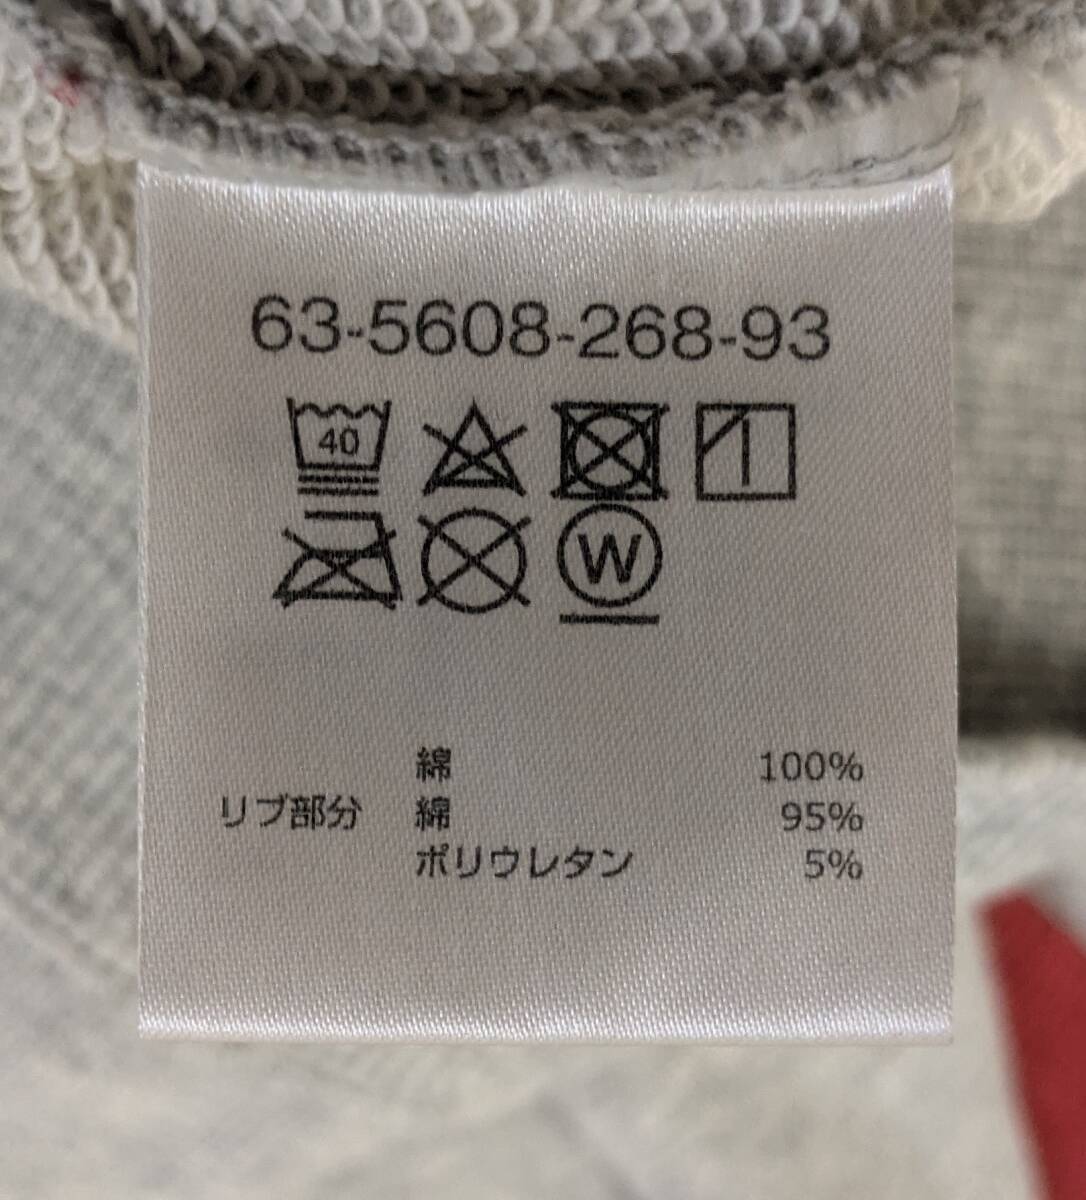 63-5608-268-93
40
W
綿 100%
リブ部分 綿 95%
ポリウレタン 5%